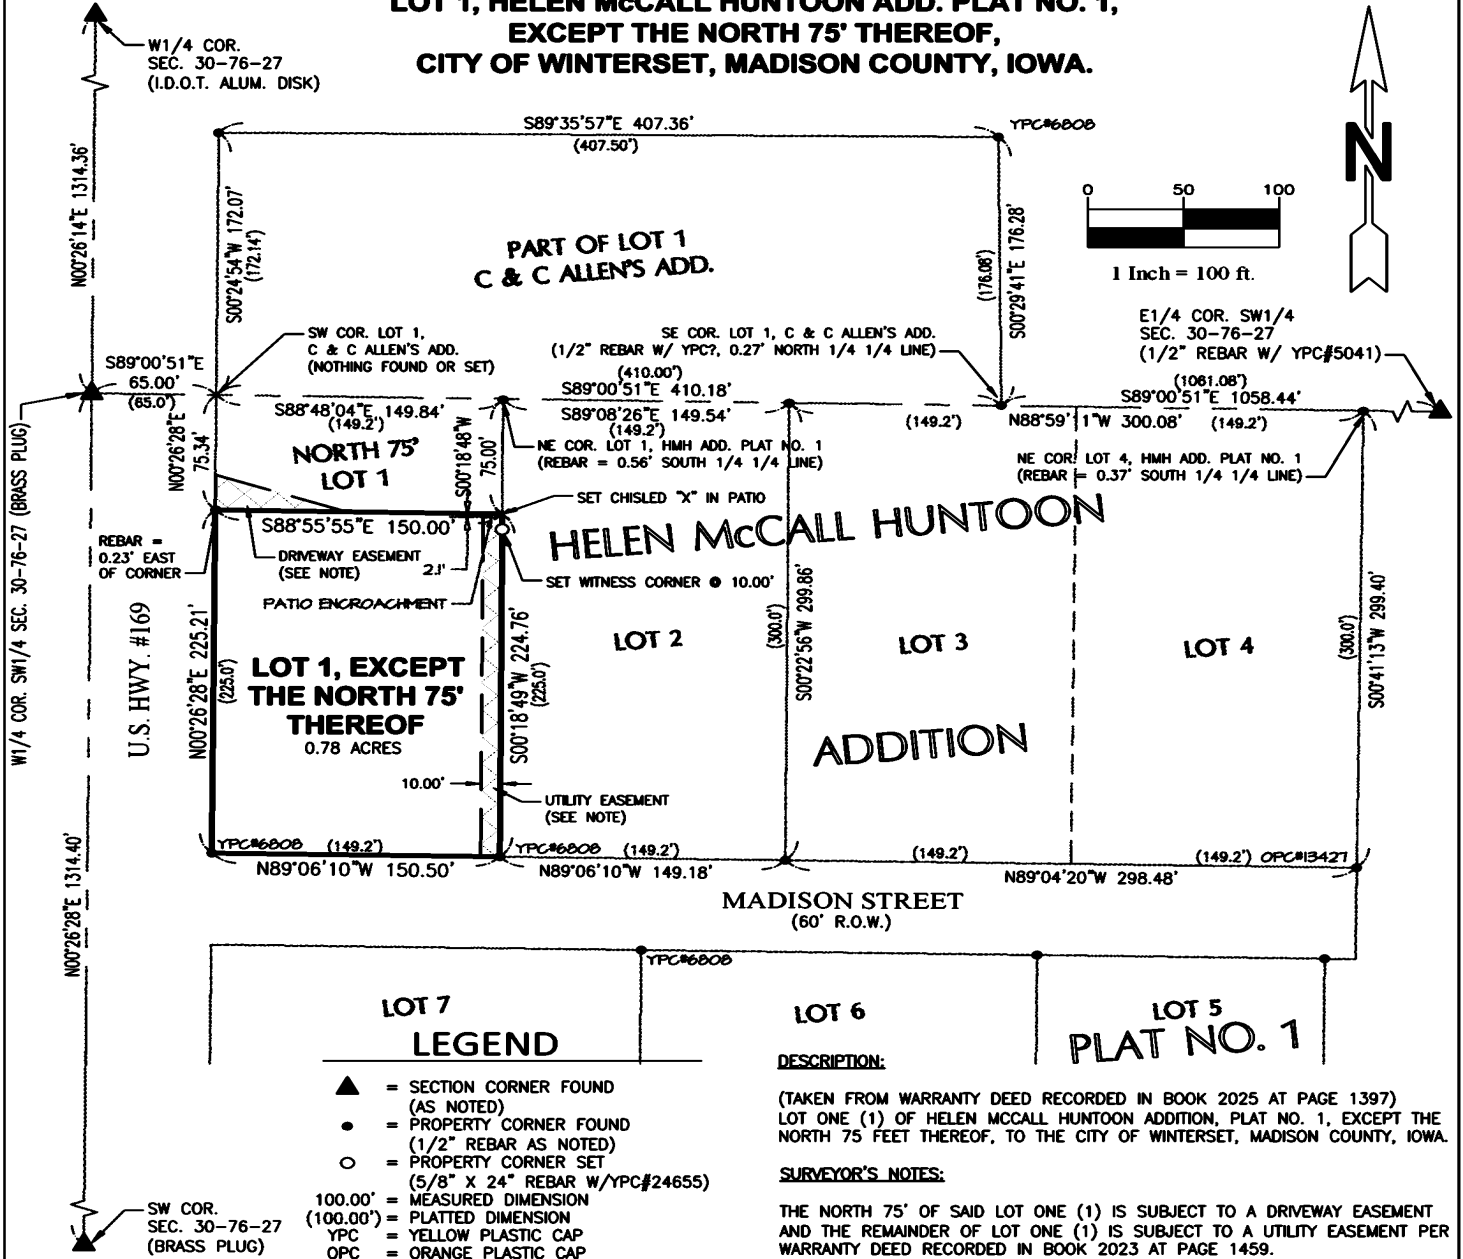 LOT 1, HELEN McCALL HUNTOON ADD. PLAT NO. 1,
EXCEPT THE NORTH 75' THEREOF,
CITY OF WINTERSET, MADISON COUNTY, IOWA.
W1/4 COR.
SEC. 30-76-27
(I.D.O.T. ALUM. DISK)
N00°26'14"E 1314.36'
S89°35'57"E 407.36'
(407.50')
YPC#6808
N
0 50 100
1 Inch = 100 ft.
S00°24'54"W 172.07'
(172.14')
PART OF LOT 1
C & C ALLEN'S ADD.
(176.08')
S00°29'41"E 176.28'
SW COR. LOT 1,
C & C ALLEN'S ADD.
(NOTHING FOUND OR SET)
SE COR. LOT 1, C & C ALLEN'S ADD.
(1/2" REBAR W/ YPC?, 0.27' NORTH 1/4 1/4 LINE)
E1/4 COR. SW1/4
SEC. 30-76-27
(1/2" REBAR W/ YPC#5041)
S89°00'51"E
65.00'
(65.0')
(410.00')
S89°00'51"E 410.18'
(1061.08')
S89°00'51"E 1058.44'
S88°48'04"E 149.84'
(149.2')
S89°08'26"E 149.54'
(149.2')
(149.2')
N88°59' 1"W 300.08'
(149.2')
N00°26'28"E
75.34'
NORTH 75'
LOT 1
S00°18'48"W
75.00'
NE COR. LOT 1, HMH ADD. PLAT NO. 1
(REBAR = 0.56' SOUTH 1/4 1/4 LINE)
NE COR. LOT 4, HMH ADD. PLAT NO. 1
(REBAR = 0.37' SOUTH 1/4 1/4 LINE)
SET CHISLED "X" IN PATIO
S88°55'55"E 150.00'
HELEN McCALL HUNTOON
REBAR =
0.23' EAST
OF CORNER
DRIVEWAY EASEMENT
(SEE NOTE)
2.1'
SET WITNESS CORNER @ 10.00'
PATIO ENCROACHMENT
W1/4 COR. SW1/4 SEC. 30-76-27 (BRASS PLUG)
U.S. HWY. #169
N00°26'28"E 225.21'
(225.0')
LOT 1, EXCEPT
THE NORTH 75'
THEREOF
0.78 ACRES
S00°18'49"W 224.76'
(225.0')
LOT 2
(300.0')
S00°22'56"W 299.86'
LOT 3
LOT 4
(300.0')
S00°41'13"W 299.40'
ADDITION
10.00'
UTILITY EASEMENT
(SEE NOTE)
N00°26'28"E 1314.40'
YPC#6808 (149.2')
N89°06'10"W 150.50'
YPC#6808 (149.2')
N89°06'10"W 149.18'
(149.2')
(149.2') OPC#13427
N89°04'20"W 298.48'
MADISON STREET
(60' R.O.W.)
YPC#6808
LOT 7
LOT 6
LOT 5
PLAT NO. 1
LEGEND
= SECTION CORNER FOUND
(AS NOTED)
= PROPERTY CORNER FOUND
(1/2" REBAR AS NOTED)
= PROPERTY CORNER SET
(5/8" X 24" REBAR W/YPC#24655)
100.00' = MEASURED DIMENSION
(100.00') = PLATTED DIMENSION
YPC = YELLOW PLASTIC CAP
OPC = ORANGE PLASTIC CAP
SW COR.
SEC. 30-76-27
(BRASS PLUG)
DESCRIPTION:
(TAKEN FROM WARRANTY DEED RECORDED IN BOOK 2025 AT PAGE 1397)
LOT ONE (1) OF HELEN MCCALL HUNTOON ADDITION, PLAT NO. 1, EXCEPT THE
NORTH 75 FEET THEREOF, TO THE CITY OF WINTERSET, MADISON COUNTY, IOWA.
SURVEYOR'S NOTES:
THE NORTH 75' OF SAID LOT ONE (1) IS SUBJECT TO A DRIVEWAY EASEMENT
AND THE REMAINDER OF LOT ONE (1) IS SUBJECT TO A UTILITY EASEMENT PER
WARRANTY DEED RECORDED IN BOOK 2023 AT PAGE 1459.